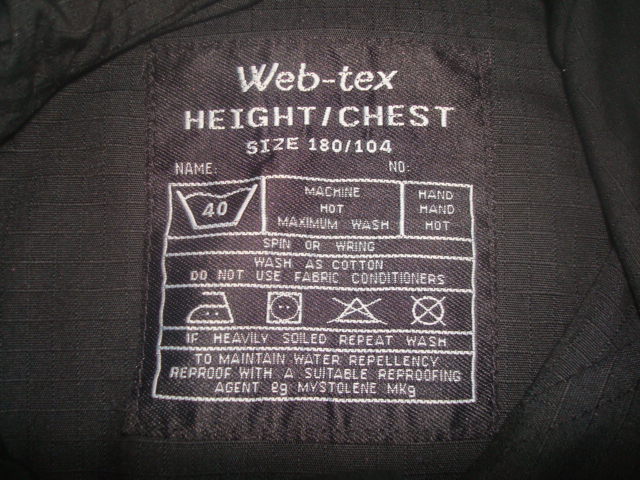 Web-tex
HEIGHT/CHEST
SIZE 180/104
NAME: NO:
40
MACHINE
HOT
MAXIMUM WASH
HAND
HAND
HOT
SPIN OR WRING
WASH AS COTTON
DO NOT USE FABRIC CONDITIONERS
IF HEAVILY SOILED REPEAT WASH
TO MAINTAIN WATER REPELLENCY
REPROOF WITH A SUITABLE REPROOFING
AGENT eg MYSTOLENE MKg